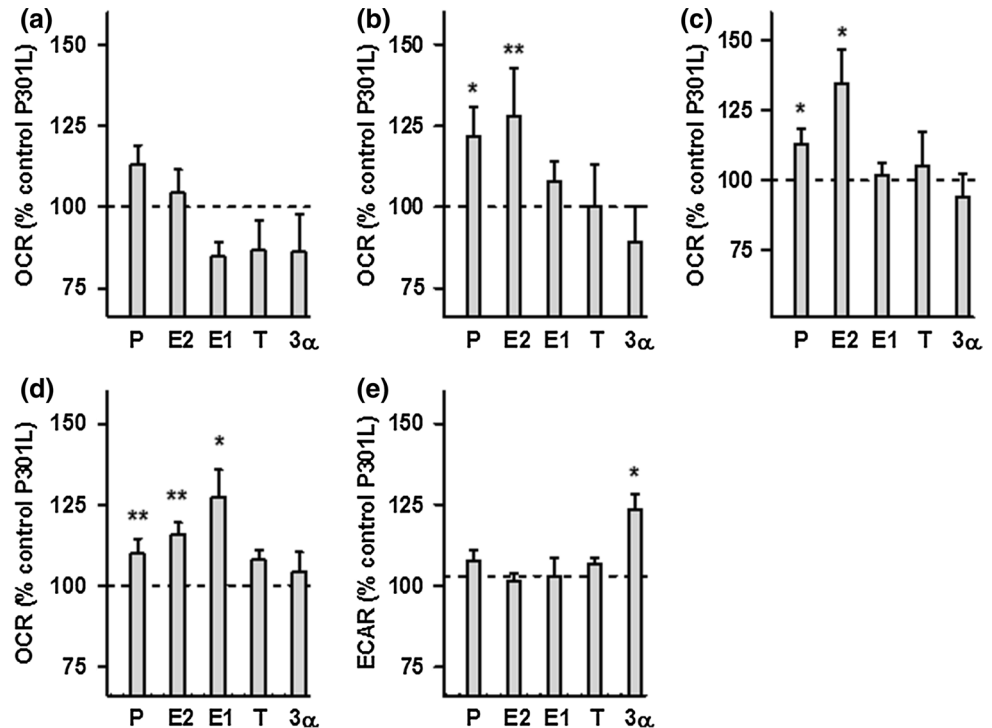 (a)
OCR (% control P301L)
150
125
100
75
P E2 E1 T 3α
(b)
OCR (% control P301L)
150
125
100
75
*
**
P E2 E1 T 3α
(c)
OCR (% control P301L)
150
125
100
75
*
*
P E2 E1 T 3α
(d)
OCR (% control P301L)
150
125
100
75
** ** *
P E2 E1 T 3α
(e)
ECAR (% control P301L)
150
125
100
75
*
P E2 E1 T 3α